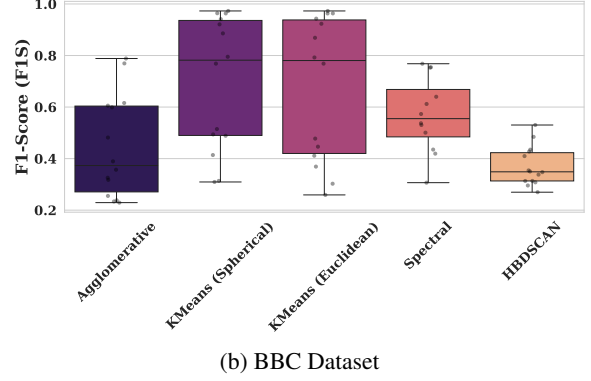 1.0
0.8
0.6
0.4
0.2
F1-Score (F1S)
Agglomerative
KMeans (Spherical)
KMeans (Euclidean)
Spectral
HBDSCAN
(b) BBC Dataset